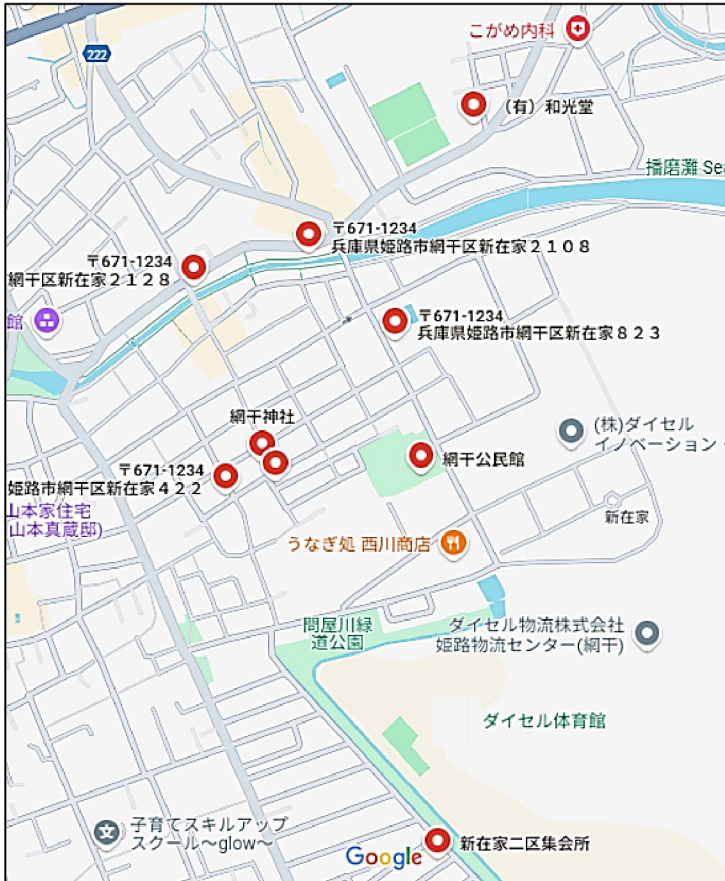 こがめ内科
222
（有）和光堂
播磨灘 Sea
〒671-1234
兵庫県姫路市網干区新在家２１０８
〒671-1234
網干区新在家２１２８
館
〒671-1234
兵庫県姫路市網干区新在家８２３
網干神社
(株)ダイセル
イノベーション・
〒671-1234
姫路市網干区新在家４２２
網干公民館
山本家住宅
山本真蔵邸)
新在家
うなぎ処 西川商店
問屋川緑
道公園
ダイセル物流株式会社
姫路物流センター(網干)
ダイセル体育館
子育てスキルアップ
スクール～glow～
Google
新在家二区集会所